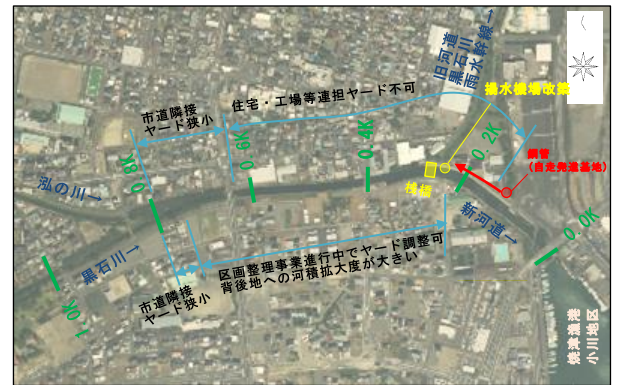 旧河道
黒石川
雨水幹線→
揚水機場改築
住宅・工場等連担ヤード不可
市道隣接
ヤード狭小
0.8K
0.6K
0.4K
0.2K
鋼管
(自走発進基地)
桟橋
泓の川→
新河道→
0.0K
黒石川→
区画整理事業進行中でヤード調整可
背後地への河積拡大度が大きい
市道隣接
ヤード狭小
1.0K
焼津漁港
小川地区